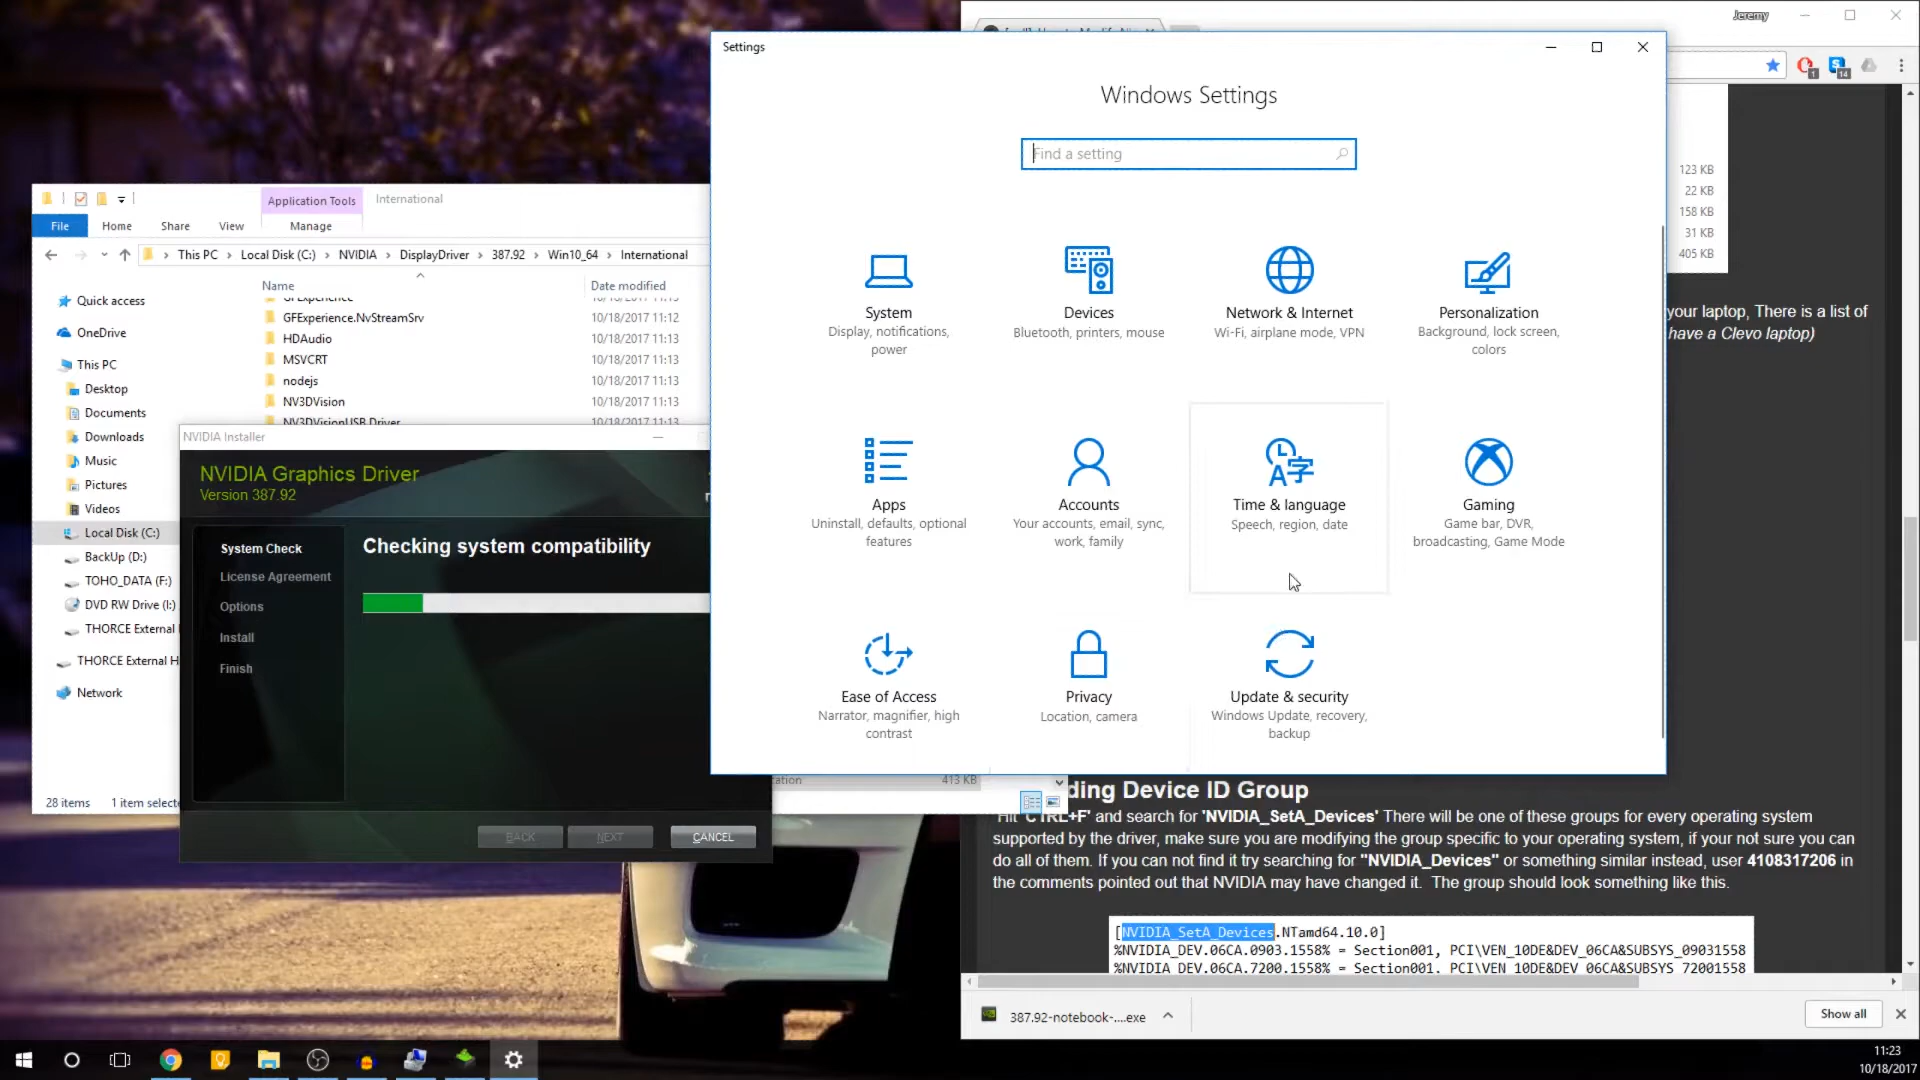 Jeremy
Settings
Windows Settings
Find a setting
System
Display, notifications,
power
Devices
Bluetooth, printers, mouse
Network & Internet
Wi-Fi, airplane mode, VPN
Personalization
Background, lock screen,
colors
Apps
Uninstall, defaults, optional
features
Accounts
Your accounts, email, sync,
work, family
Time & language
Speech, region, date
Gaming
Game bar, DVR,
broadcasting, Game Mode
Ease of Access
Narrator, magnifier, high
contrast
Privacy
Location, camera
Update & security
Windows Update, recovery,
backup
Application Tools
International
File
Home
Share
View
Manage
This PC
Local Disk (C:)
NVIDIA
DisplayDriver
387.92
Win10_64
International
Name
Date modified
Quick access
OneDrive
This PC
Desktop
Documents
Downloads
Music
Pictures
Videos
Local Disk (C:)
BackUp (D:)
TOHO_DATA (F:)
DVD RW Drive (I:)
THORCE External
THORCE External H
Network
GFExperience
GFExperience.NvStreamSrv 10/18/2017 11:12
HDAudio 10/18/2017 11:13
MSVCRT 10/18/2017 11:13
nodejs 10/18/2017 11:13
NV3DVision 10/18/2017 11:13
NV3DVisionUSB.Driver
413 KB
28 items 1 item select
NVIDIA Installer
NVIDIA Graphics Driver
Version 387.92
System Check
License Agreement
Options
Install
Finish
Checking system compatibility
BACK
NEXT
CANCEL
1
14
123 KB
22 KB
158 KB
31 KB
405 KB
your laptop, There is a list of
have a Clevo laptop)
ding Device ID Group
Hit 'CTRL+F' and search for 'NVIDIA_SetA_Devices' There will be one of these groups for every operating system
supported by the driver, make sure you are modifying the group specific to your operating system, if your not sure you can
do all of them. If you can not find it try searching for "NVIDIA_Devices" or something similar instead, user 4108317206 in
the comments pointed out that NVIDIA may have changed it. The group should look something like this.
[NVIDIA_SetA_Devices.NTamd64.10.0]
%NVIDIA_DEV.06CA.0903.1558% = Section001, PCI\VEN_10DE&DEV_06CA&SUBSYS_09031558
%NVIDIA_DEV.06CA.7200.1558% = Section001, PCI\VEN_10DE&DEV_06CA&SUBSYS_72001558
387.92-notebook-....exe
Show all
11:23
10/18/2017